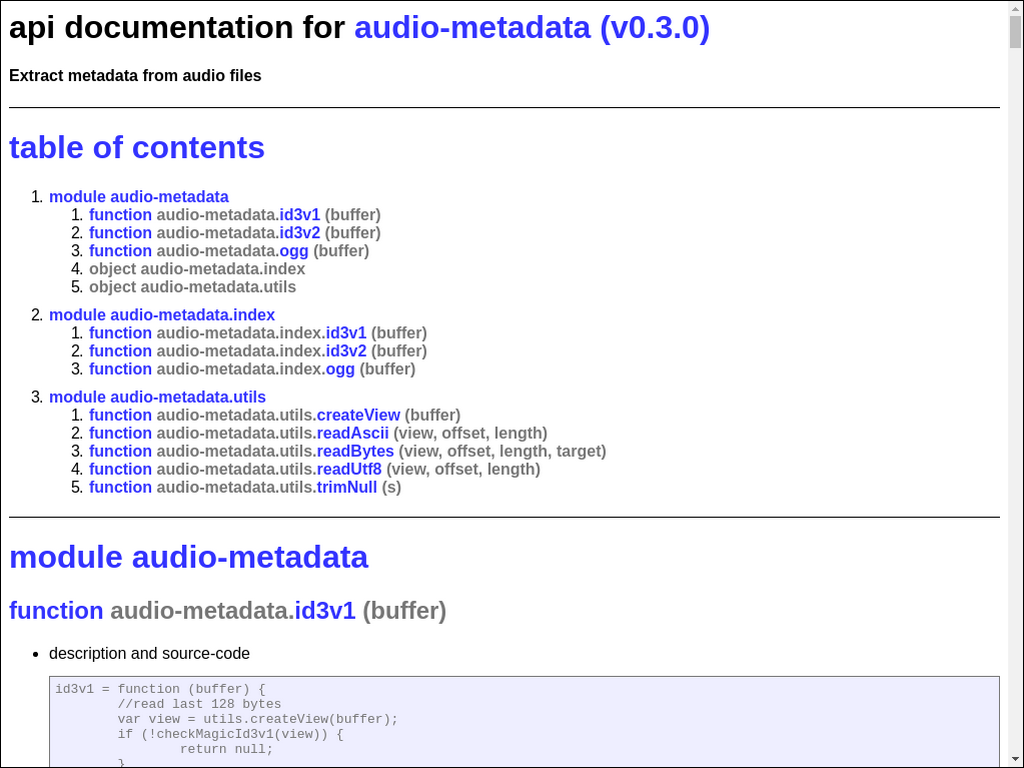 api documentation for audio-metadata (v0.3.0)
Extract metadata from audio files
table of contents
1. module audio-metadata
1. function audio-metadata.id3v1 (buffer)
2. function audio-metadata.id3v2 (buffer)
3. function audio-metadata.ogg (buffer)
4. object audio-metadata.index
5. object audio-metadata.utils
2. module audio-metadata.index
1. function audio-metadata.index.id3v1 (buffer)
2. function audio-metadata.index.id3v2 (buffer)
3. function audio-metadata.index.ogg (buffer)
3. module audio-metadata.utils
1. function audio-metadata.utils.createView (buffer)
2. function audio-metadata.utils.readAscii (view, offset, length)
3. function audio-metadata.utils.readBytes (view, offset, length, target)
4. function audio-metadata.utils.readUtf8 (view, offset, length)
5. function audio-metadata.utils.trimNull (s)
module audio-metadata
function audio-metadata.id3v1 (buffer)
• description and source-code
id3v1 = function (buffer) {
//read last 128 bytes
var view = utils.createView(buffer);
if (!checkMagicId3v1(view)) {
return null;
}